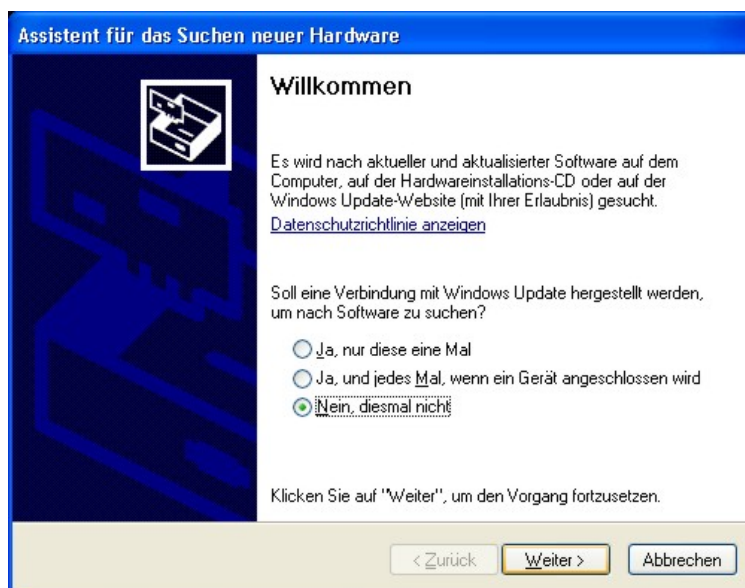 Assistent für das Suchen neuer Hardware
Willkommen
Es wird nach aktueller und aktualisierter Software auf dem
Computer, auf der Hardwareinstallations-CD oder auf der
Windows Update-Website (mit Ihrer Erlaubnis) gesucht.
Datenschutzrichtlinie anzeigen
Soll eine Verbindung mit Windows Update hergestellt werden,
um nach Software zu suchen?
Ja, nur diese eine Mal
Ja, und jedes Mal, wenn ein Gerät angeschlossen wird
Nein, diesmal nicht
Klicken Sie auf "Weiter", um den Vorgang fortzusetzen.
< Zurück Weiter > Abbrechen